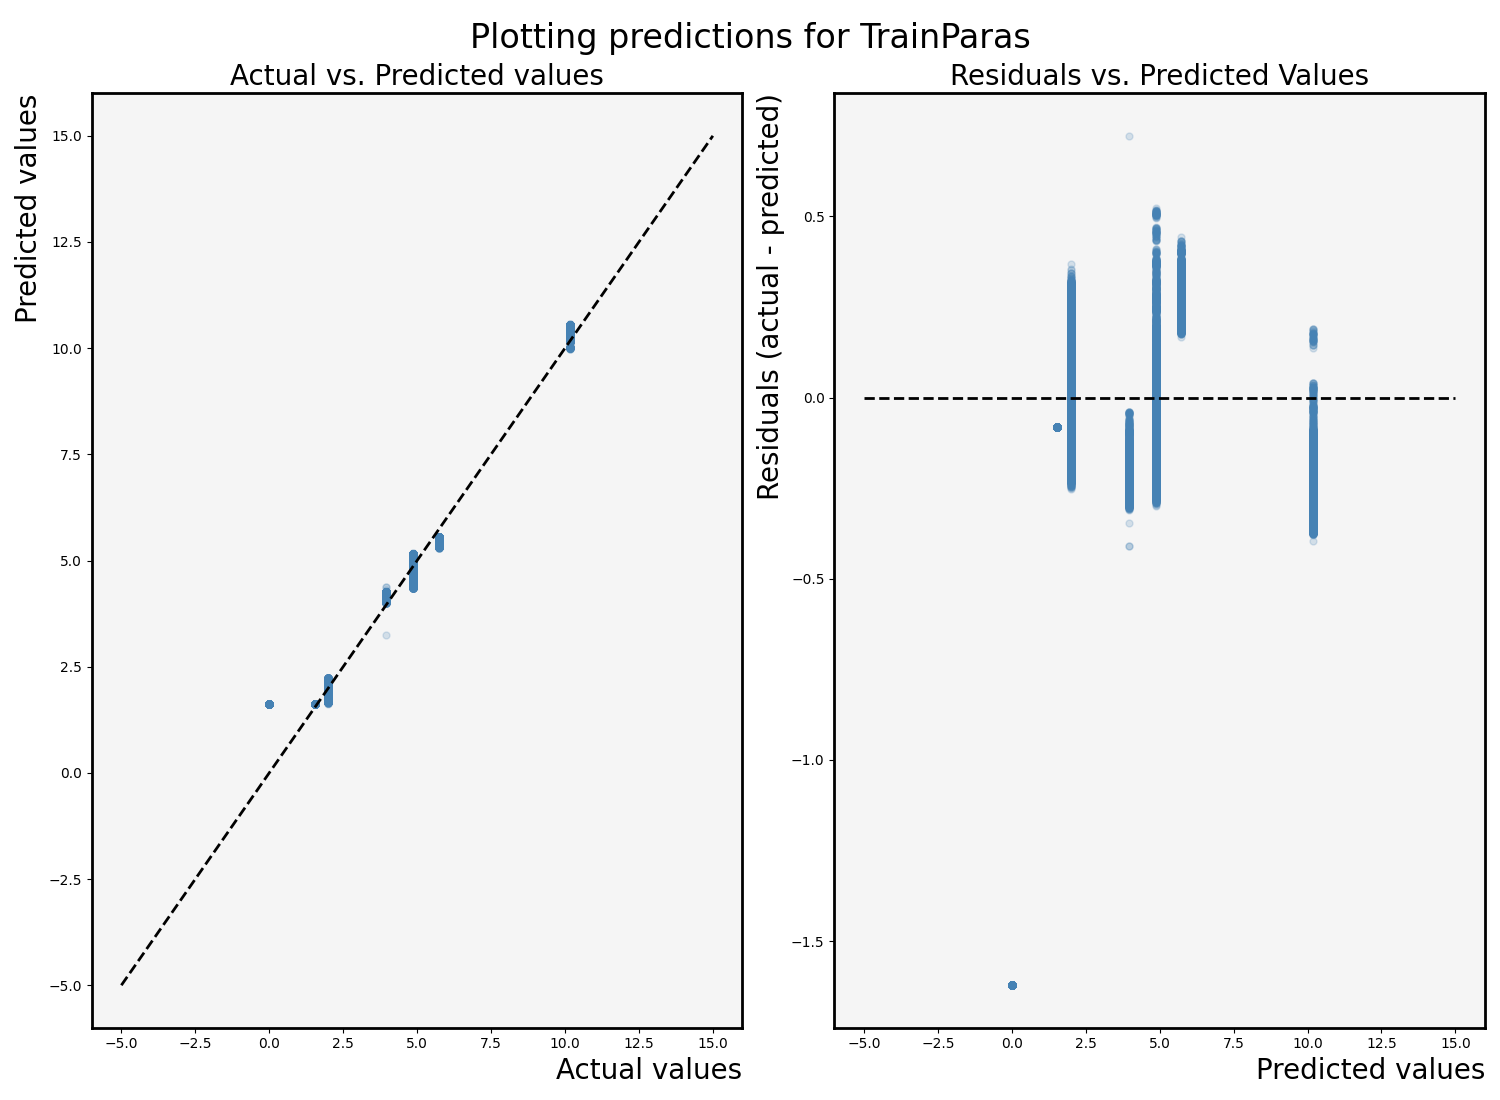 Plotting predictions for TrainParas
Actual vs. Predicted values
Predicted values
15.0
12.5
10.0
7.5
5.0
2.5
0.0
−2.5
−5.0
−5.0 −2.5 0.0 2.5 5.0 7.5 10.0 12.5 15.0
Actual values
Residuals vs. Predicted Values
Residuals (actual - predicted)
0.5
0.0
−0.5
−1.0
−1.5
−5.0 −2.5 0.0 2.5 5.0 7.5 10.0 12.5 15.0
Predicted values